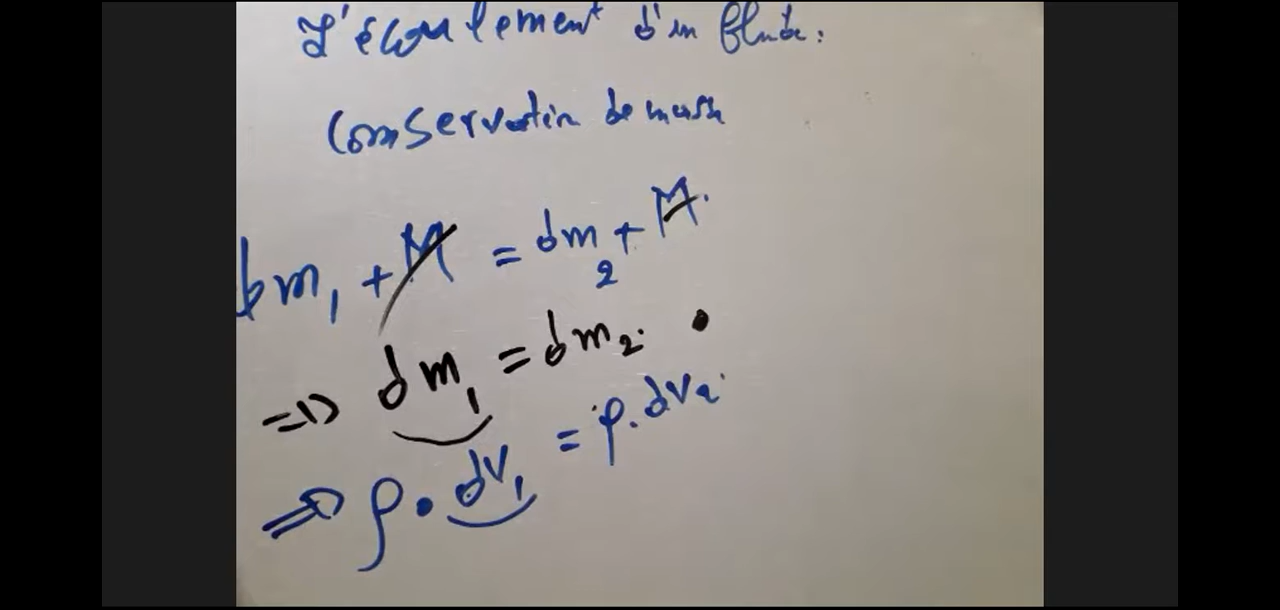 L'écoulement d'un fluide :
Conservation de masse
dm₁ + M = dm₂ + M.
=> dm₁ = dm₂.
=> ρ • dV₁ = ρ. dV₂